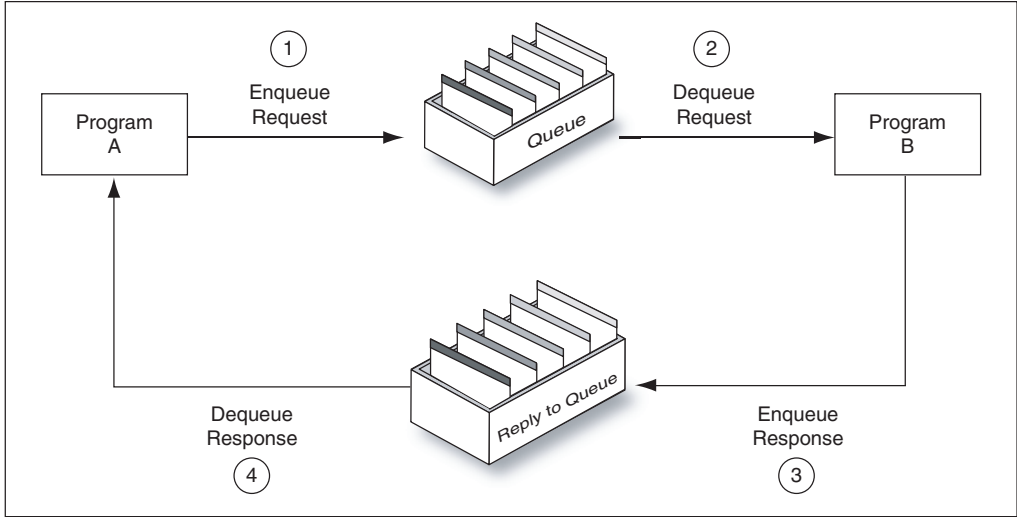 1
Enqueue
Request
2
Dequeue
Request
Program
A
Queue
Program
B
Reply to Queue
Dequeue
Response
4
Enqueue
Response
3